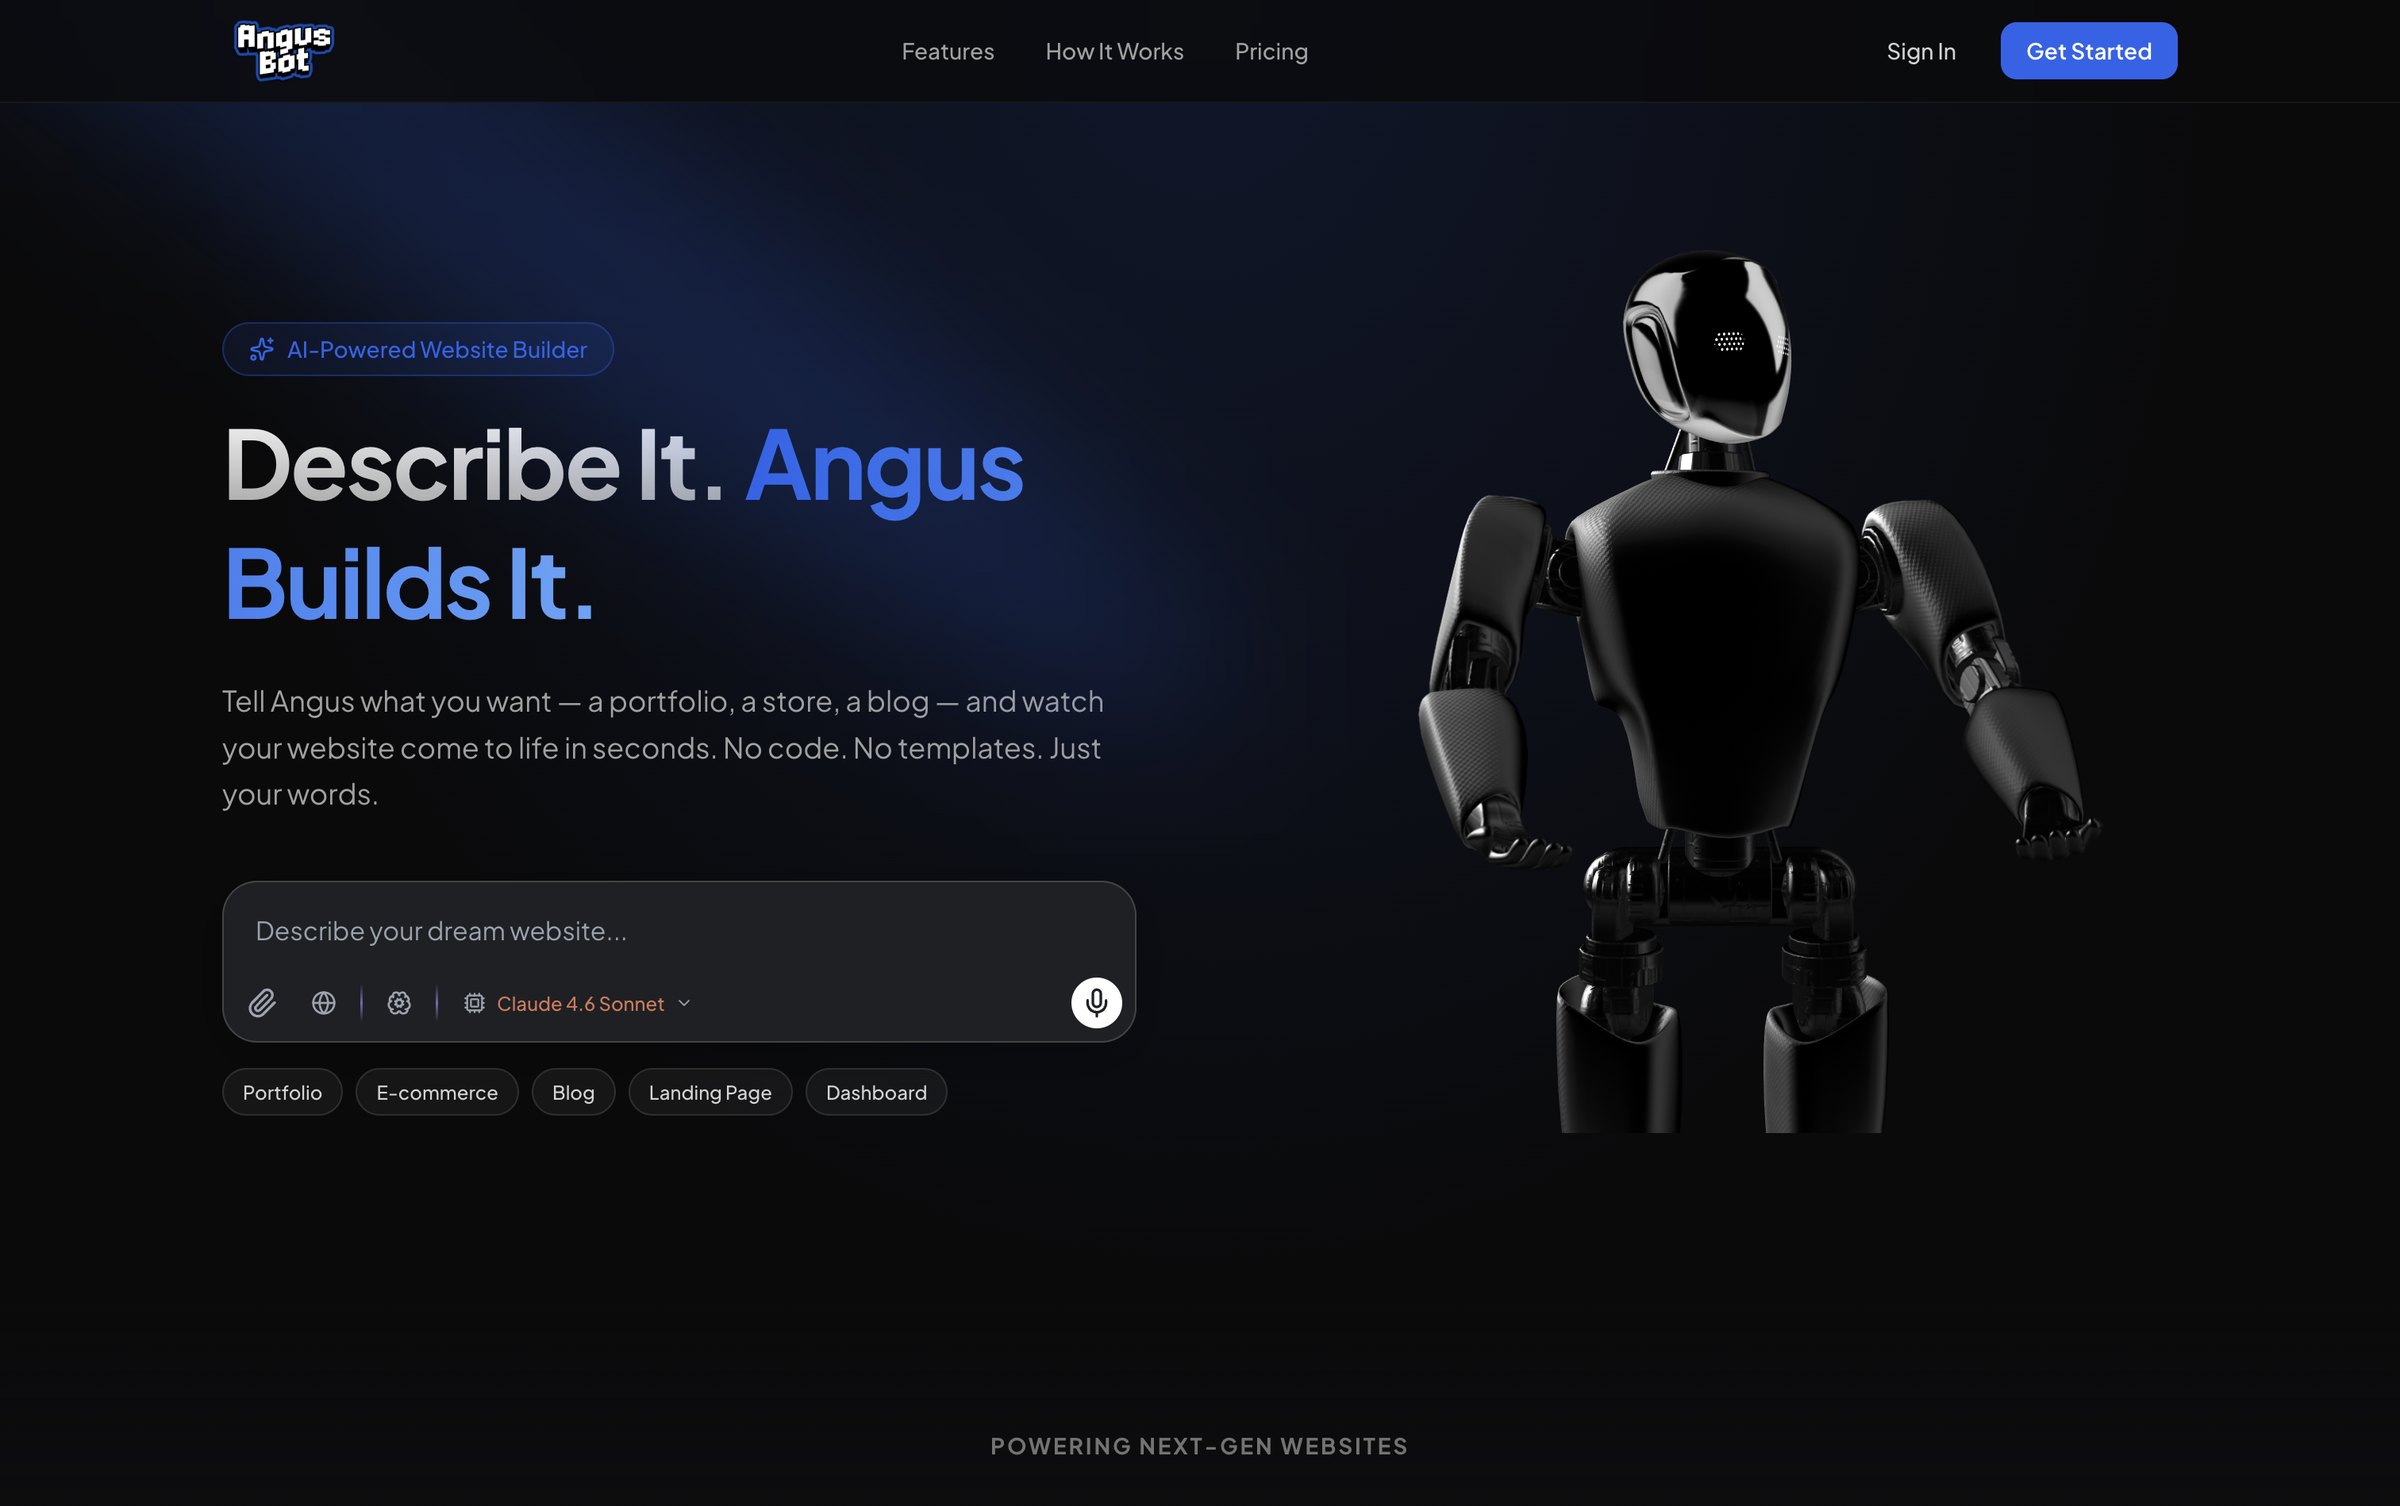 Angus
Bot
Features
How It Works
Pricing
Sign In
Get Started
AI-Powered Website Builder
Describe It. Angus
Builds It.
Tell Angus what you want — a portfolio, a store, a blog — and watch
your website come to life in seconds. No code. No templates. Just
your words.
Describe your dream website...
Claude 4.6 Sonnet
Portfolio
E-commerce
Blog
Landing Page
Dashboard
POWERING NEXT-GEN WEBSITES